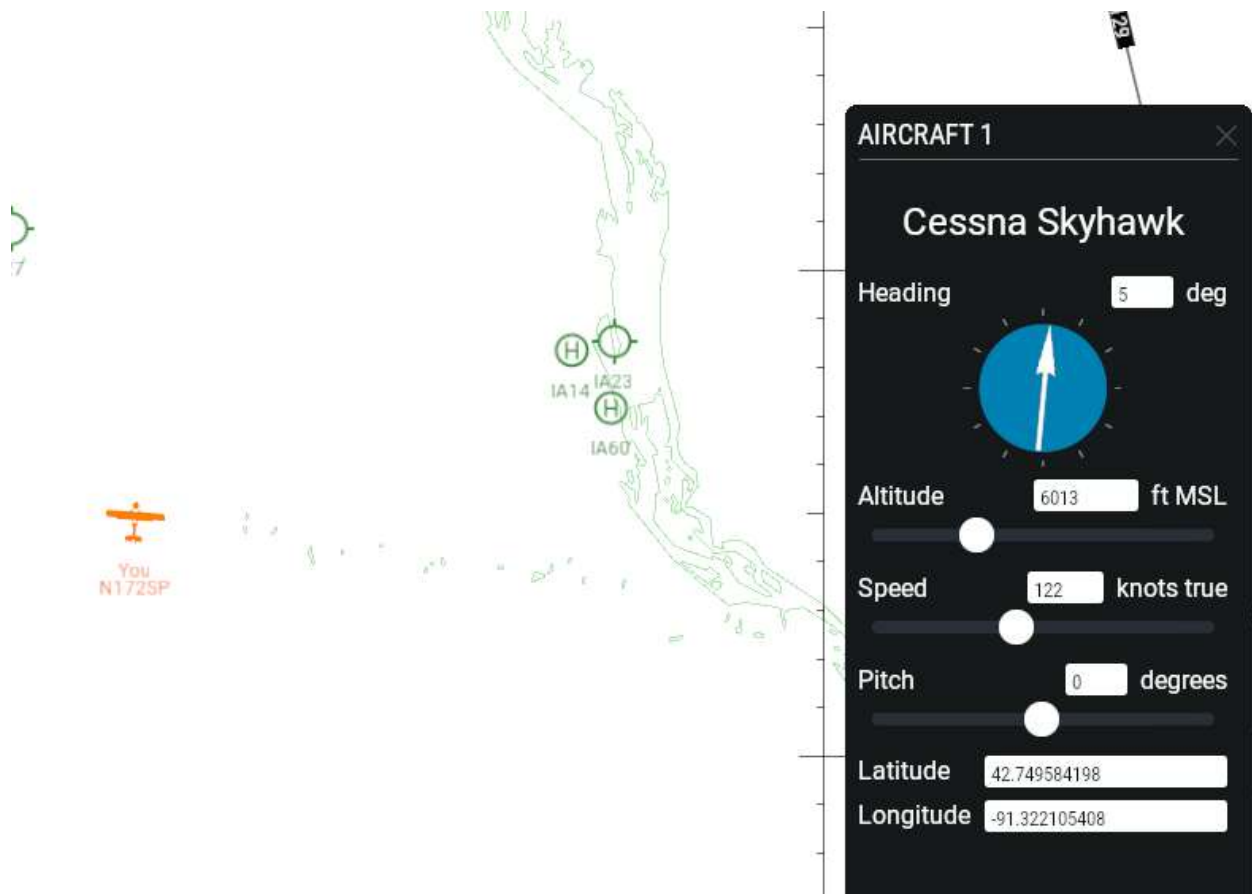 29
AIRCRAFT 1
Cessna Skyhawk
Heading 5 deg
7
H
IA14 IA23
H
IA60
Altitude 6013 ft MSL
You
N172SP
Speed 122 knots true
Pitch 0 degrees
Latitude 42.749584198
Longitude -91.322105408